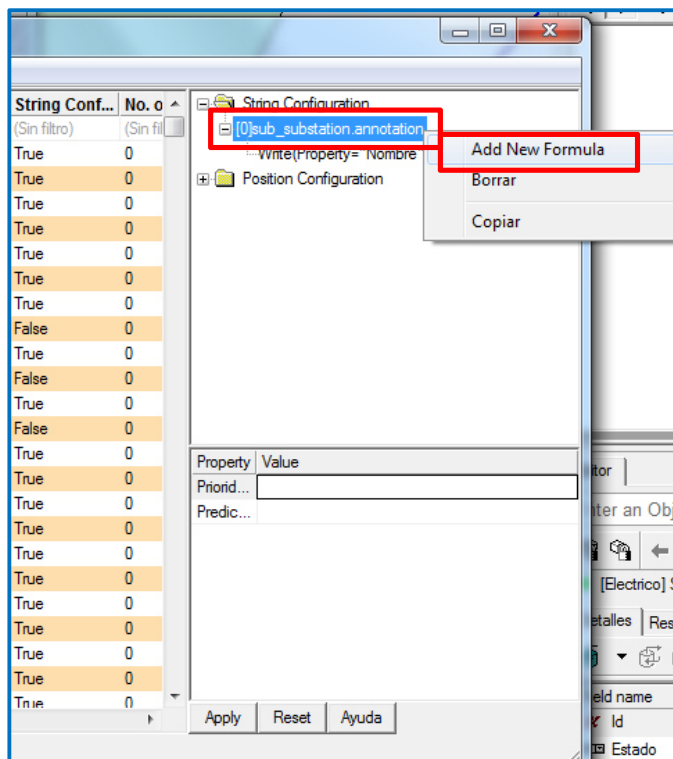 String Conf... No. o
(Sin filtro) (Sin fil
True 0
True 0
True 0
True 0
True 0
True 0
True 0
False 0
True 0
False 0
True 0
False 0
True 0
True 0
True 0
True 0
True 0
True 0
True 0
True 0
True 0
True 0
True 0
String Configuration
[0]sub_substation.annotation
Write(Property= Nombre
Position Configuration
Add New Formula
Borrar
Copiar
Property Value
Priorid...
Predic...
Apply Reset Ayuda
itor
nter an Obj
[Electrico] S
etalles Res
eld name
Id
Estado